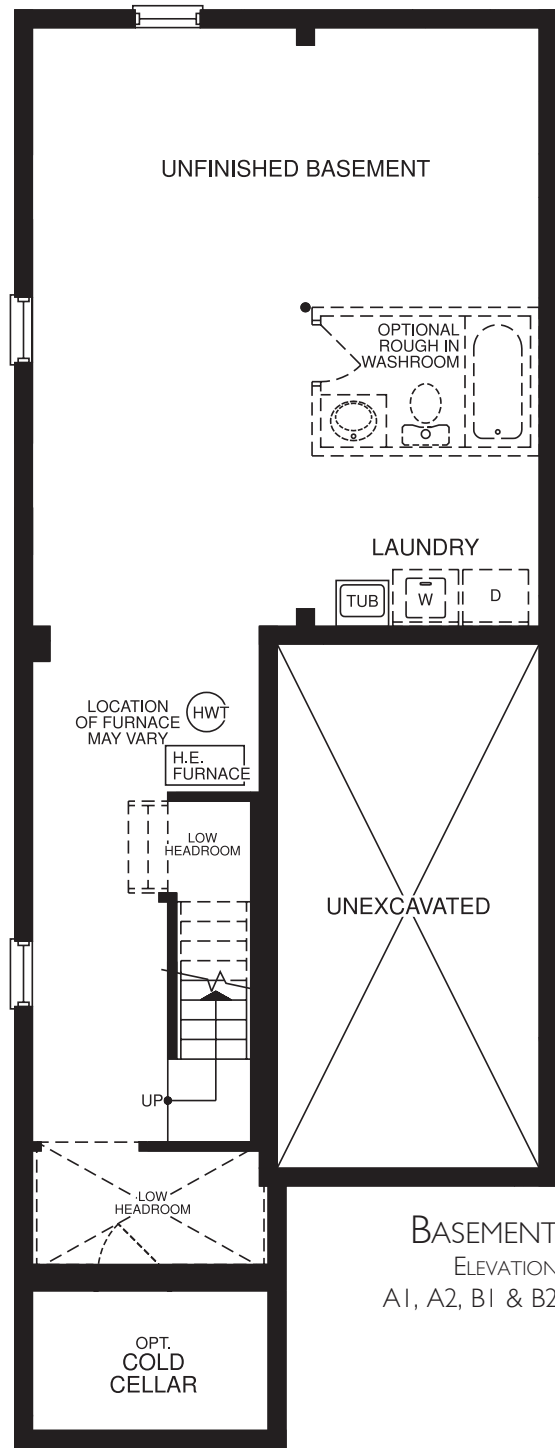 UNFINISHED BASEMENT
OPTIONAL
ROUGH IN
WASHROOM
LAUNDRY
TUB
W
D
LOCATION
OF FURNACE
MAY VARY
HWT
H.E.
FURNACE
LOW
HEADROOM
UNEXCAVATED
UP
LOW
HEADROOM
BASEMENT
ELEVATION
A1, A2, B1 & B2
OPT.
COLD
CELLAR